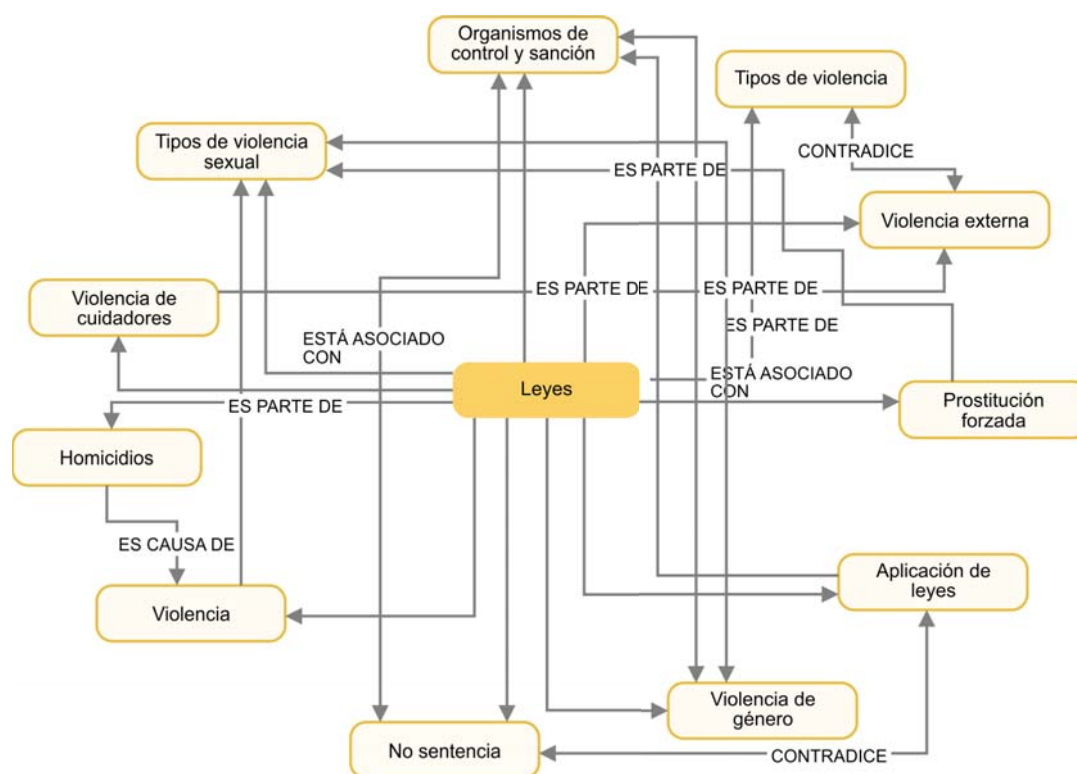 Organismos de
control y sanción
Tipos de violencia
Tipos de violencia
sexual
CONTRADICE
ES PARTE DE
Violencia externa
Violencia de
cuidadores
ES PARTE DE
ES PARTE DE
ES PARTE DE
ESTÁ ASOCIADO
CON
Leyes
ESTÁ ASOCIADO
CON
Prostitución
forzada
ES PARTE DE
Homicidios
ES CAUSA DE
Violencia
Aplicación de
leyes
Violencia de
género
No sentencia
CONTRADICE